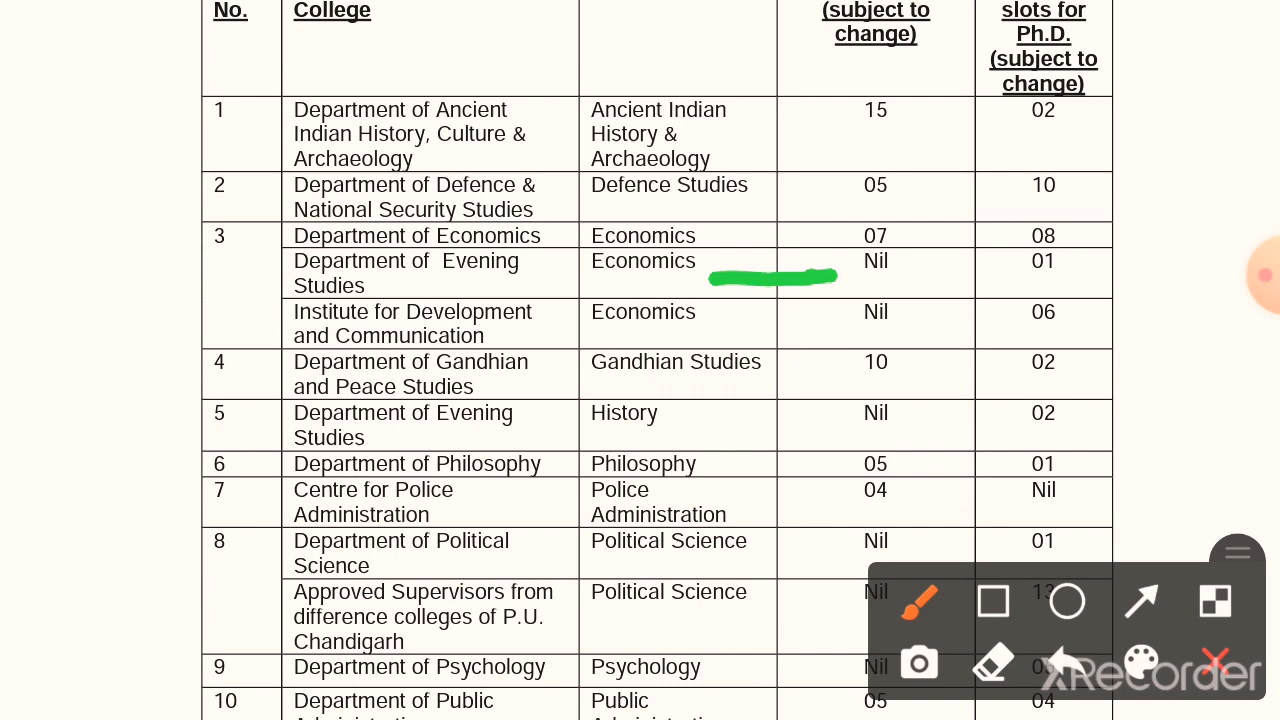 No.
College
(subject to
change)
slots for
Ph.D.
(subject to
change)
1
Department of Ancient
Indian History, Culture &
Archaeology
Ancient Indian
History &
Archaeology
15
02
2
Department of Defence &
National Security Studies
Defence Studies
05
10
3
Department of Economics
Economics
07
08
Department of Evening
Studies
Economics
Nil
01
Institute for Development
and Communication
Economics
Nil
06
4
Department of Gandhian
and Peace Studies
Gandhian Studies
10
02
5
Department of Evening
Studies
History
Nil
02
6
Department of Philosophy
Philosophy
05
01
7
Centre for Police
Administration
Police
Administration
04
Nil
8
Department of Political
Science
Political Science
Nil
01
Approved Supervisors from
difference colleges of P.U.
Chandigarh
Political Science
Nil
13
9
Department of Psychology
Psychology
Nil
10
Department of Public
Public
05
04
XRecorder